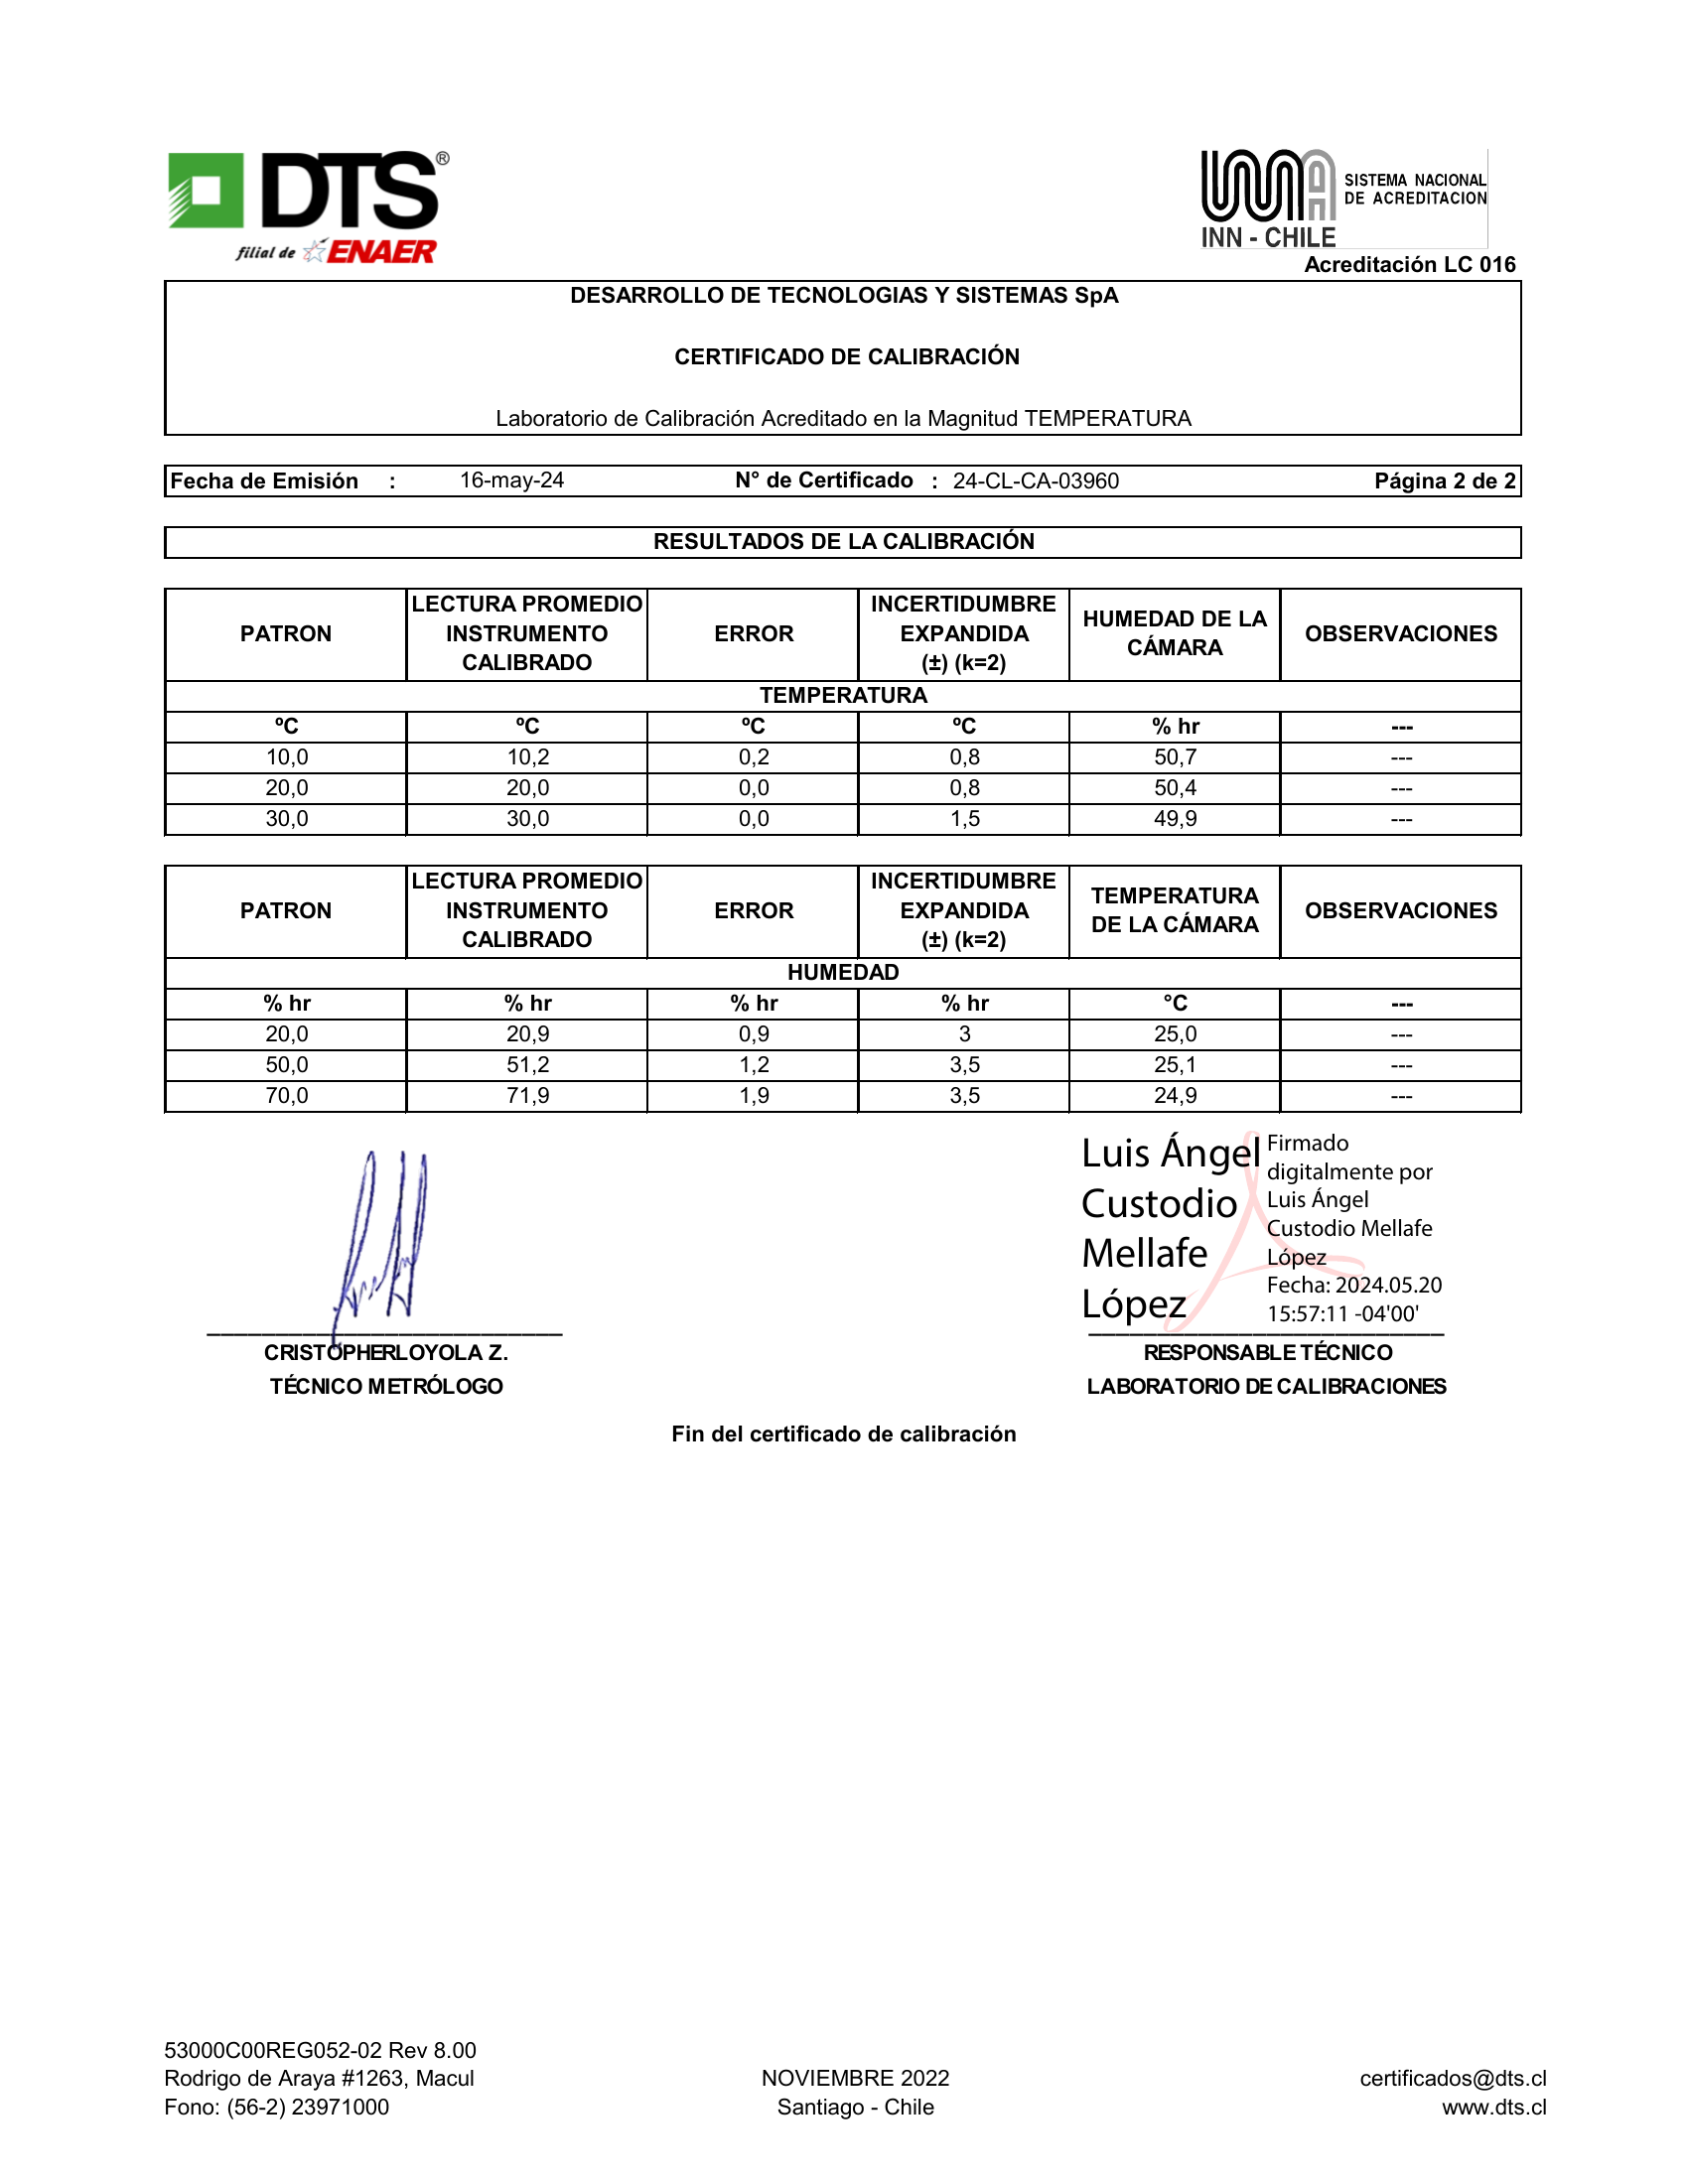 DTS®
filial de ENAER
SISTEMA NACIONAL
DE ACREDITACION
INN - CHILE
Acreditación LC 016
DESARROLLO DE TECNOLOGIAS Y SISTEMAS SpA
CERTIFICADO DE CALIBRACIÓN
Laboratorio de Calibración Acreditado en la Magnitud TEMPERATURA
Fecha de Emisión : 16-may-24 N° de Certificado : 24-CL-CA-03960 Página 2 de 2
RESULTADOS DE LA CALIBRACIÓN
PATRON LECTURA PROMEDIO INSTRUMENTO CALIBRADO ERROR INCERTIDUMBRE EXPANDIDA (±) (k=2) HUMEDAD DE LA CÁMARA OBSERVACIONES
TEMPERATURA
ºC ºC ºC ºC % hr ---
10,0 10,2 0,2 0,8 50,7 ---
20,0 20,0 0,0 0,8 50,4 ---
30,0 30,0 0,0 1,5 49,9 ---
PATRON LECTURA PROMEDIO INSTRUMENTO CALIBRADO ERROR INCERTIDUMBRE EXPANDIDA (±) (k=2) TEMPERATURA DE LA CÁMARA OBSERVACIONES
HUMEDAD
% hr % hr % hr % hr °C ---
20,0 20,9 0,9 3 25,0 ---
50,0 51,2 1,2 3,5 25,1 ---
70,0 71,9 1,9 3,5 24,9 ---
Luis Ángel
Custodio
Mellafe
López
Firmado
digitalmente por
Luis Ángel
Custodio Mellafe
López
Fecha: 2024.05.20
15:57:11 -04'00'
CRISTOPHERLOYOLA Z.
TÉCNICO METRÓLOGO
RESPONSABLE TÉCNICO
LABORATORIO DE CALIBRACIONES
Fin del certificado de calibración
53000C00REG052-02 Rev 8.00
Rodrigo de Araya #1263, Macul NOVIEMBRE 2022 certificados@dts.cl
Fono: (56-2) 23971000 Santiago - Chile www.dts.cl